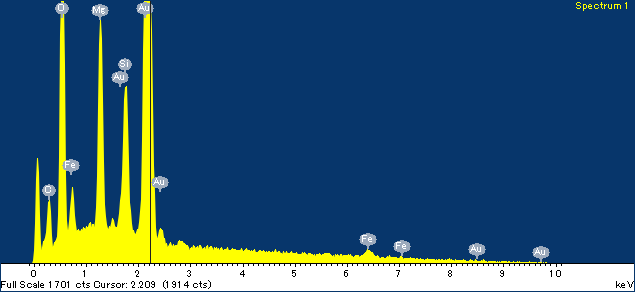 Spectrum 1
O Mg Au
Si
Au
Fe
Au
O
Fe Fe Au Au
0 1 2 3 4 5 6 7 8 9 10
Full Scale 1701 cts Cursor: 2.209 (1914 cts) keV